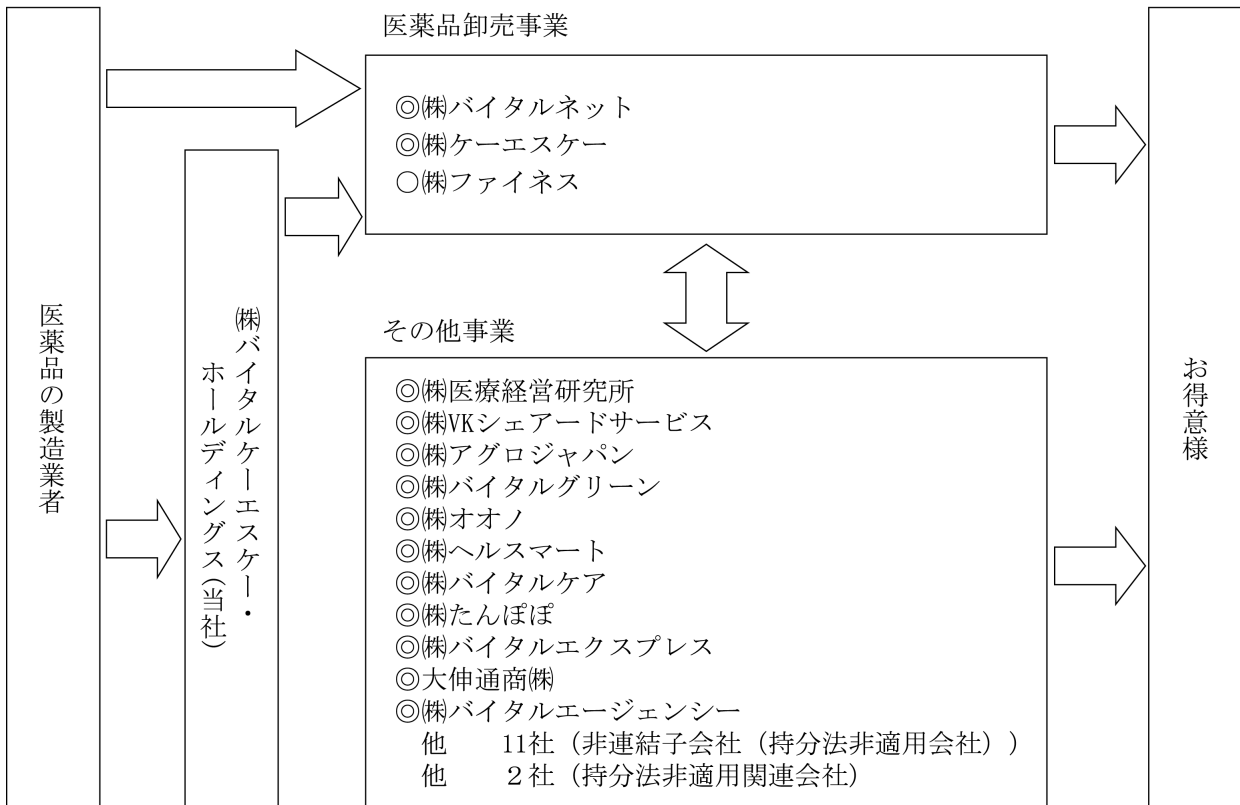 医薬品卸売事業
◎㈱バイタルネット
◎㈱ケーエスケー
○㈱ファイネス
医薬品の製造業者
㈱バイタルケーエスケー・
ホールディングス(当社)
その他事業
◎㈱医療経営研究所
◎㈱VKシェアードサービス
◎㈱アグロジャパン
◎㈱バイタルグリーン
◎㈱オオノ
◎㈱ヘルスマート
◎㈱バイタルケア
◎㈱たんぽぽ
◎㈱バイタルエクスプレス
◎大伸通商㈱
◎㈱バイタルエージェンシー
他　　11社（非連結子会社（持分法非適用会社））
他　　２社（持分法非適用関連会社）
お得意様